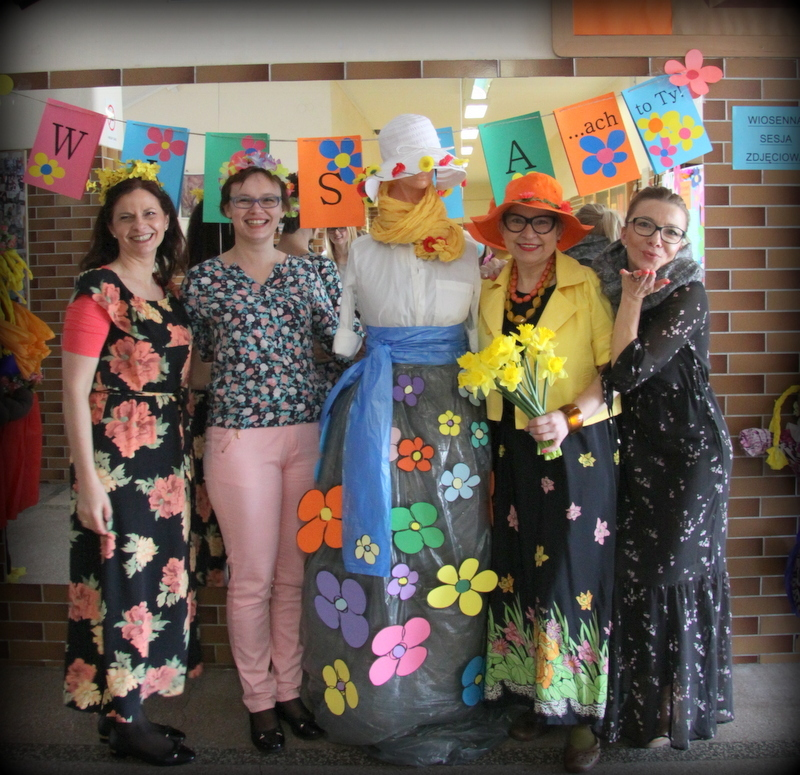 W I S A ...ach to Ty!
WIOSENNA
SESJA
ZDJĘCIOWA